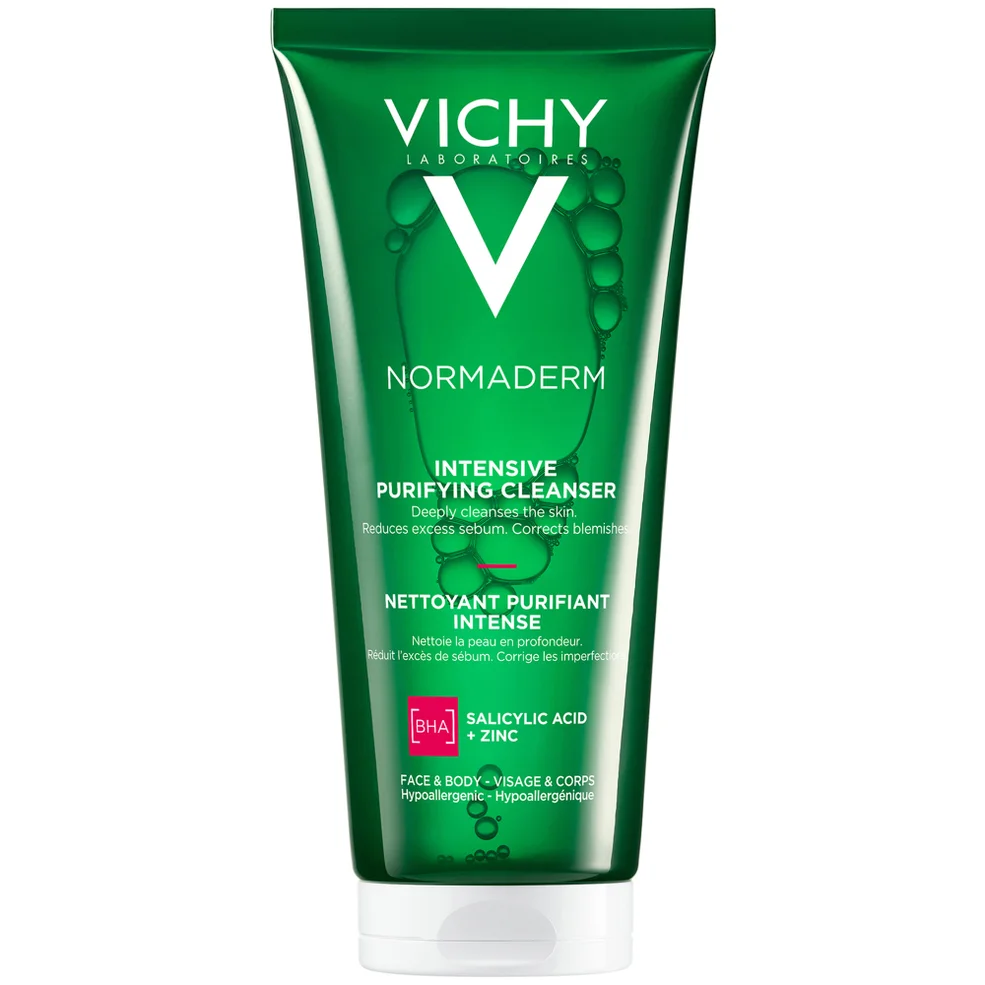 VICHY
LABORATOIRES
V
NORMADERM
INTENSIVE
PURIFYING CLEANSER
Deeply cleanses the skin.
Reduces excess sebum. Corrects blemishes.
NETTOYANT PURIFIANT
INTENSE
Nettoie la peau en profondeur.
Réduit l'excès de sébum. Corrige les imperfections.
[BHA] SALICYLIC ACID
+ ZINC
FACE & BODY - VISAGE & CORPS
Hypoallergenic - Hypoallergénique